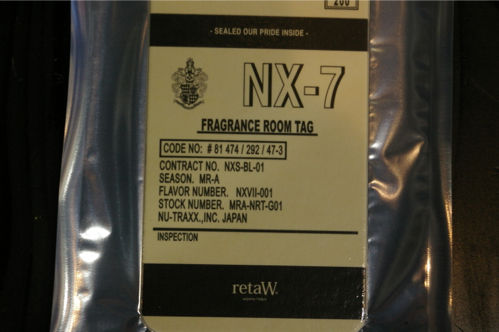 200
- SEALED OUR PRIDE INSIDE -
NX-7
FRAGRANCE ROOM TAG
CODE NO: # 81 474 / 292 / 47-3
CONTRACT NO. NXS-BL-01
SEASON. MR-A
FLAVOR NUMBER. NXVII-001
STOCK NUMBER. MRA-NRT-G01
NU-TRAXX.,INC. JAPAN
INSPECTION
retaW.